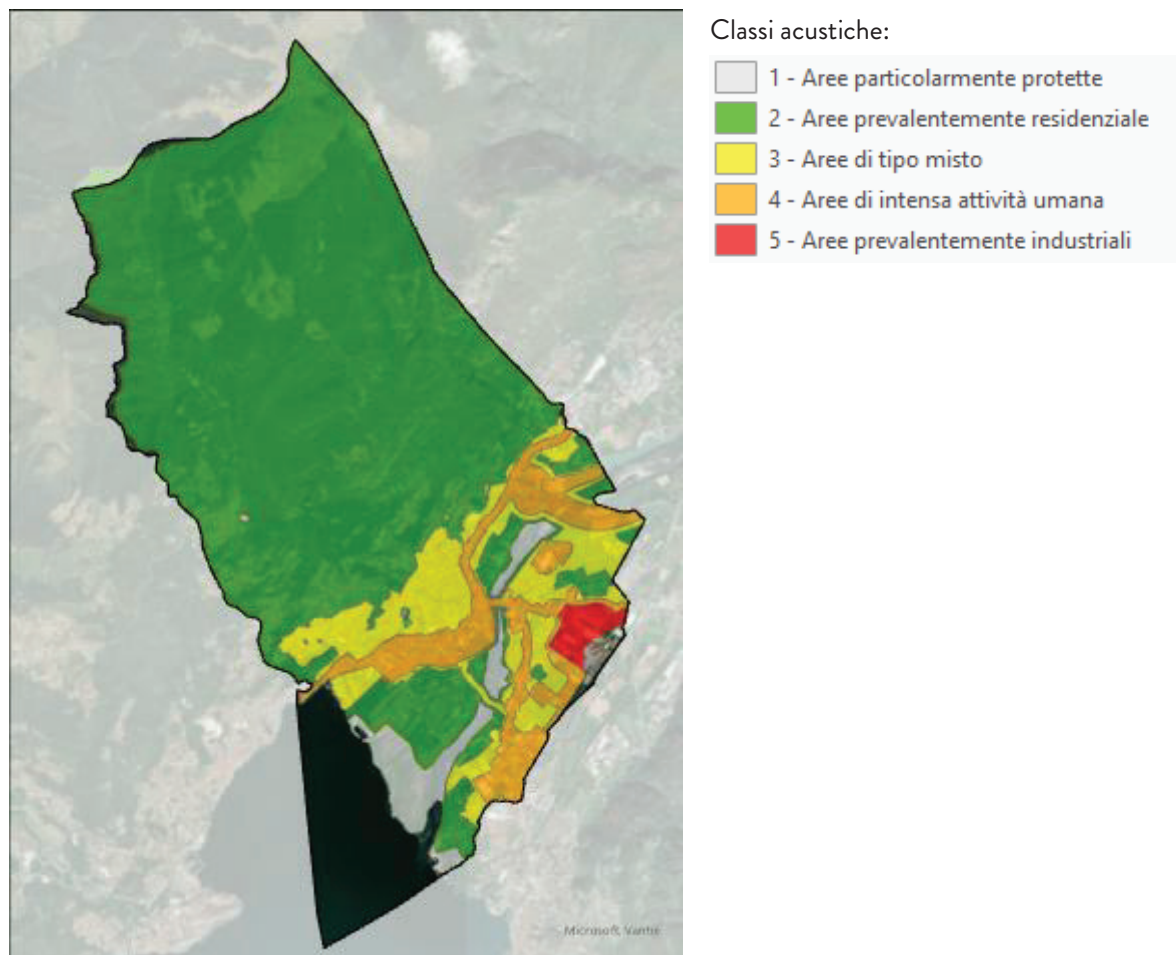 Classi acustiche:
1 - Aree particolarmente protette
2 - Aree prevalentemente residenziale
3 - Aree di tipo misto
4 - Aree di intensa attività umana
5 - Aree prevalentemente industriali
Microsoft, Vantor